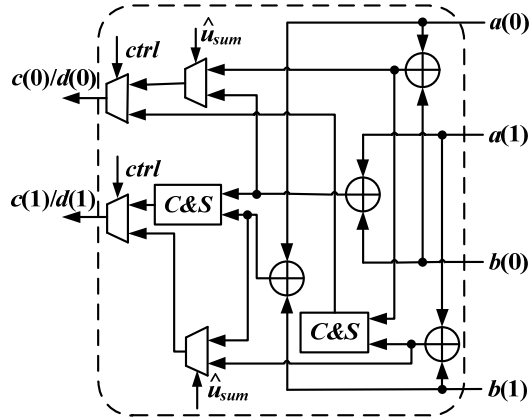 a(0)
û_sum
ctrl
c(0)/d(0)
a(1)
ctrl
c(1)/d(1)
C&S
b(0)
C&S
û_sum
b(1)